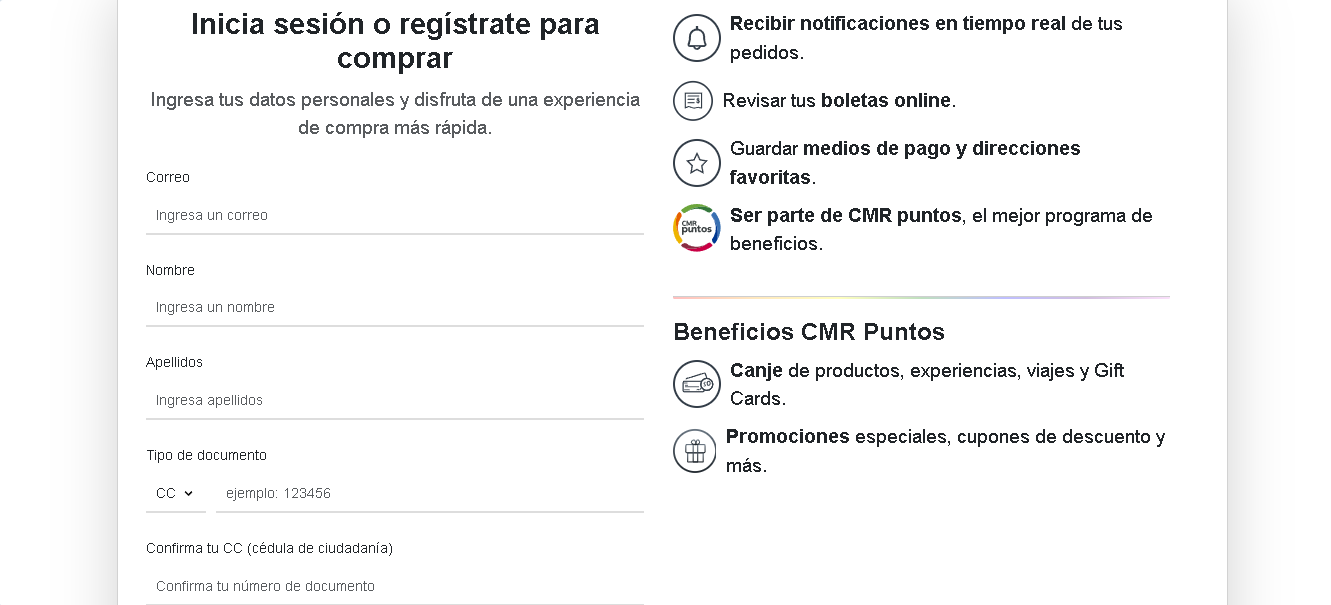 Inicia sesión o regístrate para
comprar
Ingresa tus datos personales y disfruta de una experiencia
de compra más rápida.
Correo
Ingresa un correo
Nombre
Ingresa un nombre
Apellidos
Ingresa apellidos
Tipo de documento
CC
ejemplo: 123456
Confirma tu CC (cédula de ciudadanía)
Confirma tu número de documento
Recibir notificaciones en tiempo real de tus
pedidos.
Revisar tus boletas online.
Guardar medios de pago y direcciones
favoritas.
CMR
puntos
Ser parte de CMR puntos, el mejor programa de
beneficios.
Beneficios CMR Puntos
Canje de productos, experiencias, viajes y Gift
Cards.
Promociones especiales, cupones de descuento y
más.